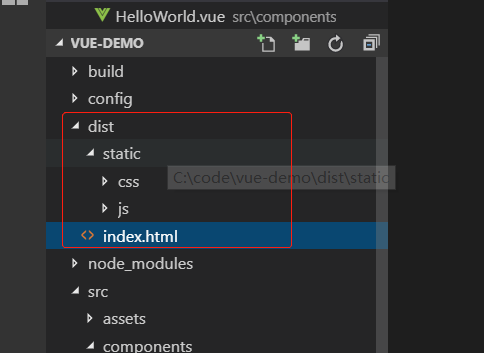 HelloWorld.vue src\components
VUE-DEMO
build
config
dist
static
css
C:\code\vue-demo\dist\static
js
index.html
node_modules
src
assets
components